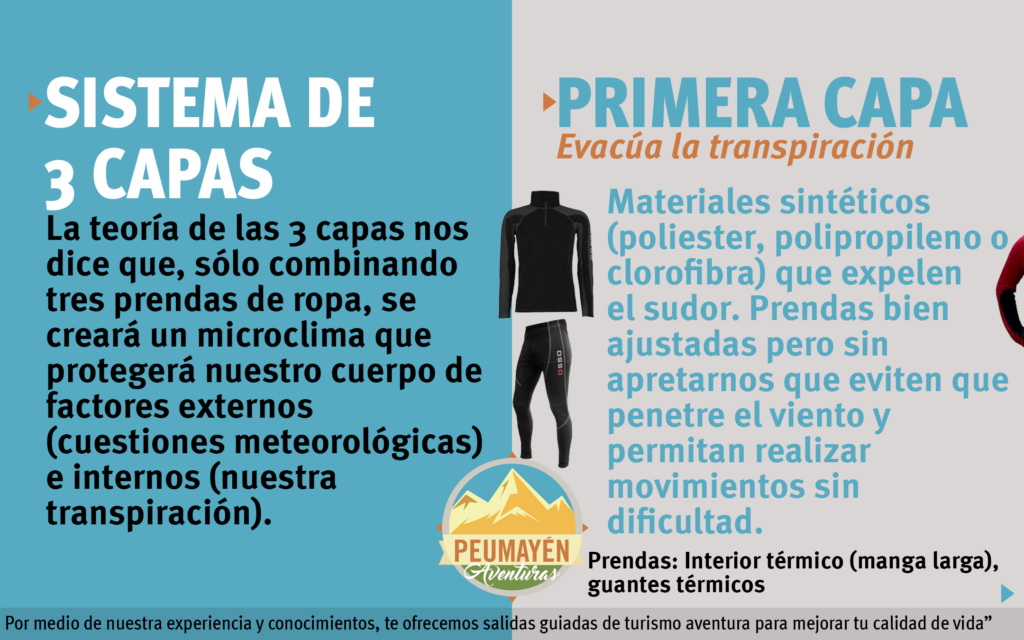 SISTEMA DE
3 CAPAS
La teoría de las 3 capas nos
dice que, sólo combinando
tres prendas de ropa, se
creará un microclima que
protegerá nuestro cuerpo de
factores externos
(cuestiones meteorológicas)
e internos (nuestra
transpiración).
PRIMERA CAPA
Evacúa la transpiración
Materiales sintéticos
(poliester, polipropileno o
clorofibra) que expelen
el sudor. Prendas bien
ajustadas pero sin
apretarnos que eviten que
penetre el viento y
permitan realizar
movimientos sin
dificultad.
OSSO
Prendas: Interior térmico (manga larga),
guantes térmicos
PEUMAYÉN
Aventuras
Por medio de nuestra experiencia y conocimientos, te ofrecemos salidas guiadas de turismo aventura para mejorar tu calidad de vida”